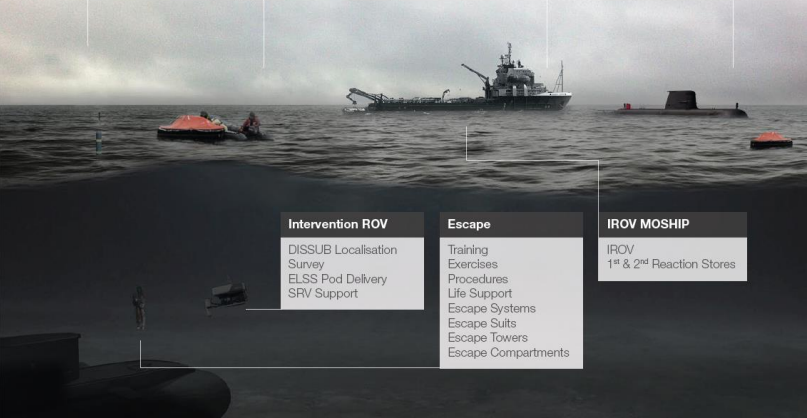 Intervention ROV
DISSUB Localisation
Survey
ELSS Pod Delivery
SRV Support
Escape
Training
Exercises
Procedures
Life Support
Escape Systems
Escape Suits
Escape Towers
Escape Compartments
IROV MOSHIP
IROV
1st & 2nd Reaction Stores